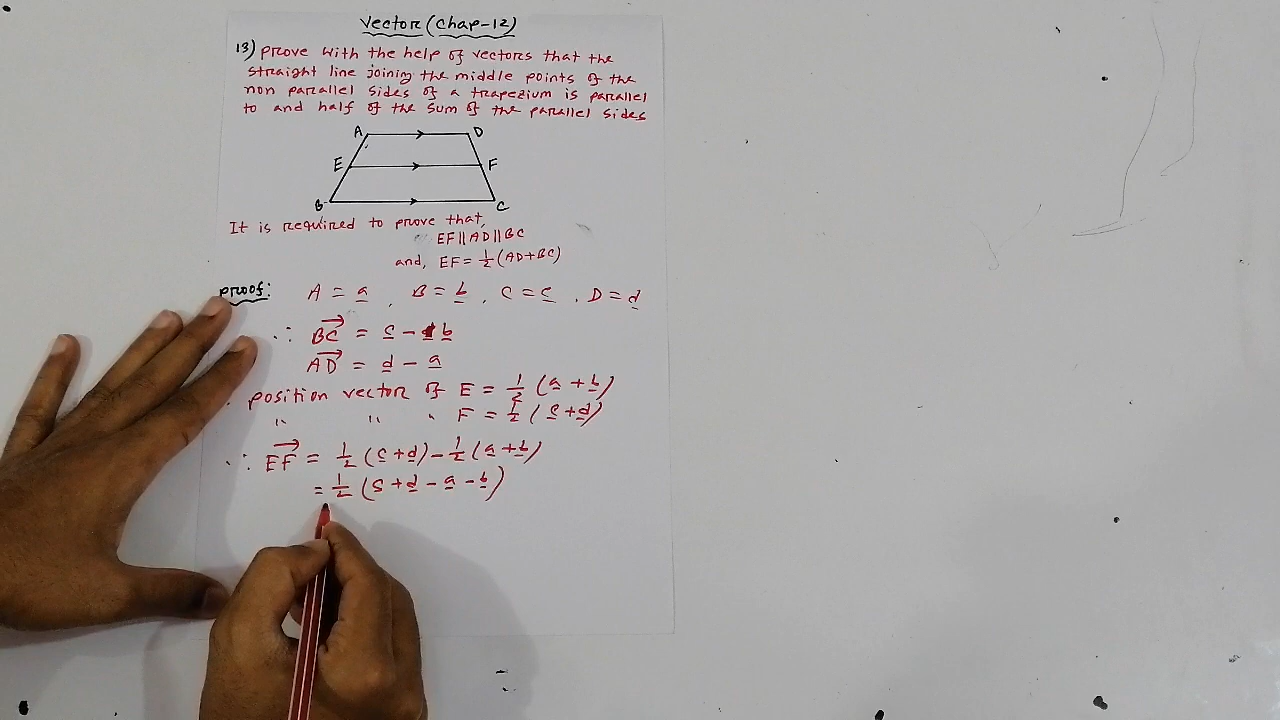 Vector (Chap-12)
13) prove with the help of vectors that the
straight line joining the middle points of the
non parallel sides of a trapezium is parallel
to and half of the sum of the parallel sides
A D
E F
B C
It is required to prove that,
EF||AD||BC
and, EF = 1/2 (AD+BC)
proof: A = a, B = b, C = c, D = d
∴ BC→ = c - b
AD→ = d - a
position vector of E = 1/2 (a + b)
" " " F = 1/2 (c + d)
∴ EF→ = 1/2 (c + d) - 1/2 (a + b)
= 1/2 (c + d - a - b)